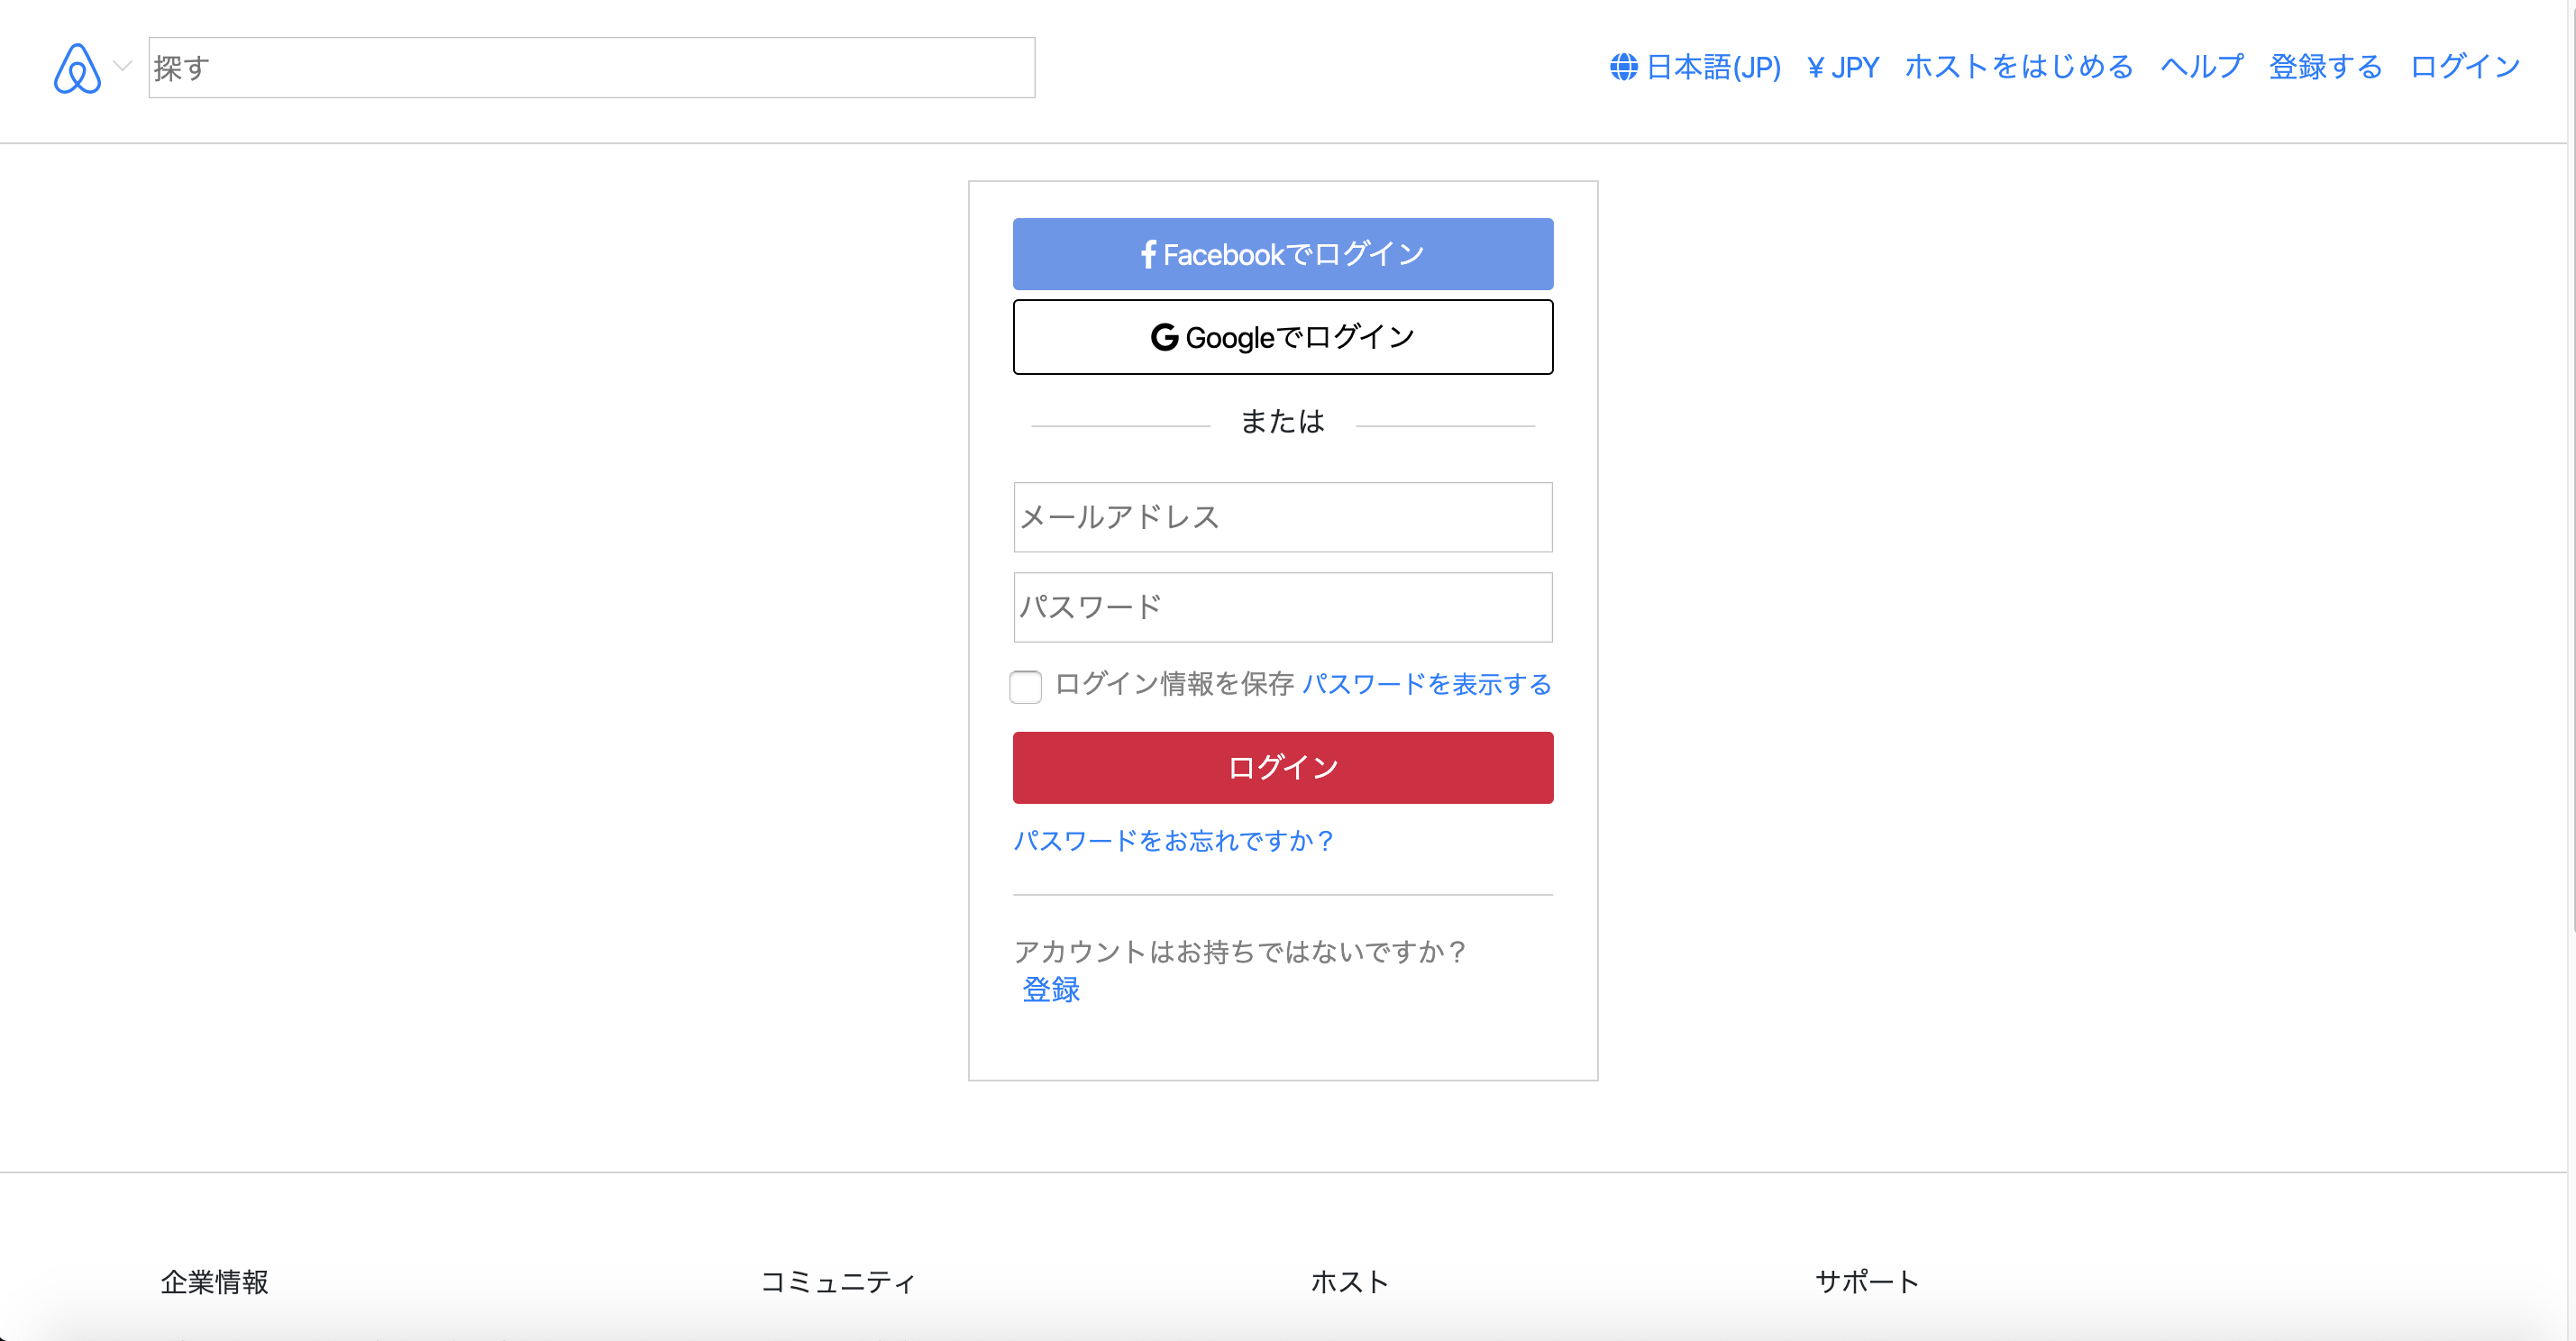 探す
日本語(JP) ¥ JPY ホストをはじめる ヘルプ 登録する ログイン
Facebookでログイン
Googleでログイン
または
メールアドレス
パスワード
ログイン情報を保存 パスワードを表示する
ログイン
パスワードをお忘れですか？
アカウントはお持ちではないですか？
登録
企業情報 コミュニティ ホスト サポート